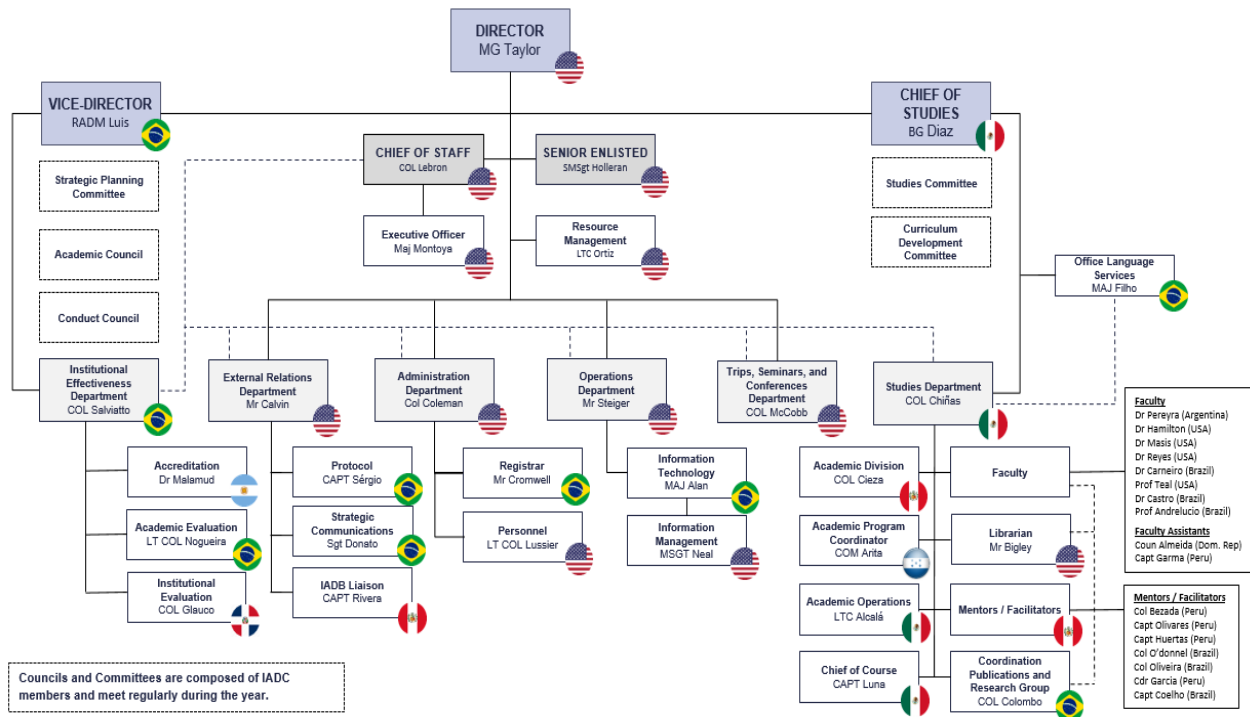 DIRECTOR
MG Taylor
VICE-DIRECTOR
RADM Luis
CHIEF OF
STUDIES
BG Diaz
CHIEF OF STAFF
COL Lebron
SENIOR ENLISTED
SMSgt Holleran
Strategic Planning
Committee
Studies Committee
Executive Officer
Maj Montoya
Resource
Management
LTC Ortiz
Academic Council
Curriculum
Development
Committee
Office Language
Services
MAJ Filho
Conduct Council
Institutional
Effectiveness
Department
COL Salviatto
External Relations
Department
Mr Calvin
Administration
Department
Col Coleman
Operations
Department
Mr Steiger
Trips, Seminars, and
Conferences
Department
COL McCobb
Studies Department
COL Chiñas
Accreditation
Dr Malamud
Academic Evaluation
LT COL Nogueira
Institutional
Evaluation
COL Glauco
Protocol
CAPT Sérgio
Strategic
Communications
Sgt Donato
IADB Liaison
CAPT Rivera
Registrar
Mr Cromwell
Personnel
LT COL Lussier
Information
Technology
MAJ Alan
Information
Management
MSGT Neal
Academic Division
COL Cieza
Faculty
Academic Program
Coordinator
COM Arita
Librarian
Mr Bigley
Academic Operations
LTC Alcalá
Mentors / Facilitators
Chief of Course
CAPT Luna
Coordination
Publications and
Research Group
COL Colombo
Faculty
Dr Pereyra (Argentina)
Dr Hamilton (USA)
Dr Masis (USA)
Dr Reyes (USA)
Dr Carneiro (Brazil)
Prof Teal (USA)
Dr Castro (Brazil)
Prof Andrelucio (Brazil)
Faculty Assistants
Coun Almeida (Dom. Rep)
Capt Garma (Peru)
Mentors / Facilitators
Col Bezada (Peru)
Capt Olivares (Peru)
Capt Huertas (Peru)
Col O'donnel (Brazil)
Col Oliveira (Brazil)
Cdr Garcia (Peru)
Capt Coelho (Brazil)
Councils and Committees are composed of IADC
members and meet regularly during the year.